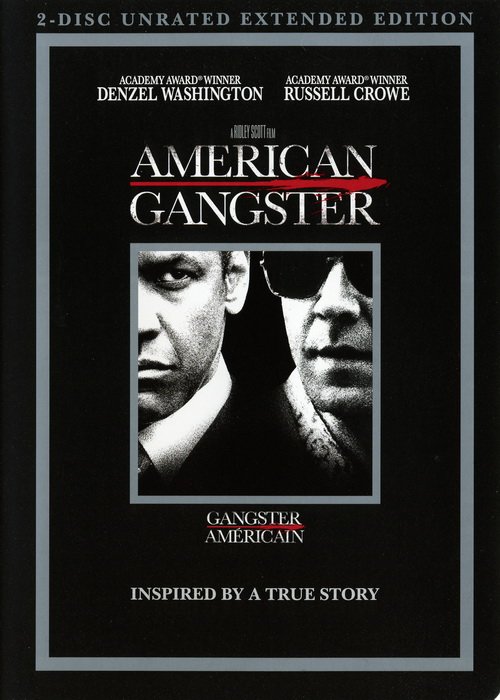 2-DISC UNRATED EXTENDED EDITION
ACADEMY AWARD® WINNER
DENZEL WASHINGTON
ACADEMY AWARD® WINNER
RUSSELL CROWE
A RIDLEY SCOTT FILM
AMERICAN
GANGSTER
GANGSTER
AMÉRICAIN
INSPIRED BY A TRUE STORY